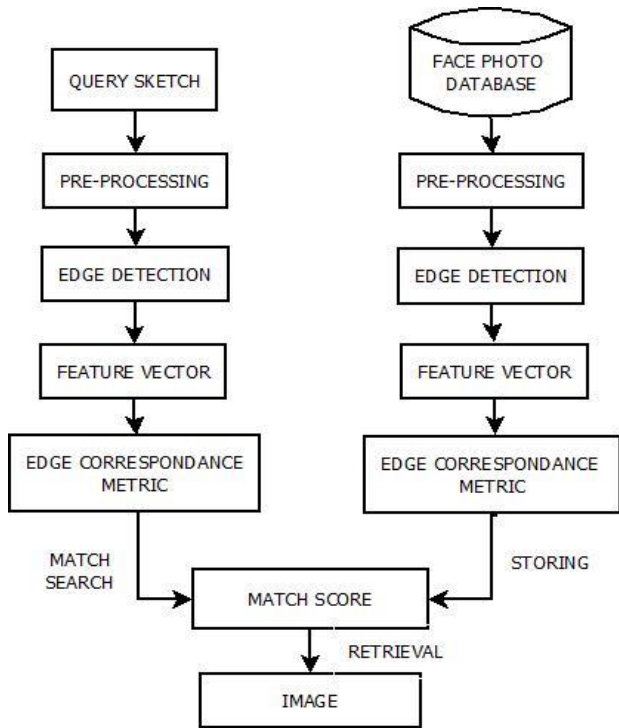 QUERY SKETCH
PRE-PROCESSING
EDGE DETECTION
FEATURE VECTOR
EDGE CORRESPONDANCE
METRIC
MATCH
SEARCH
FACE PHOTO
DATABASE
PRE-PROCESSING
EDGE DETECTION
FEATURE VECTOR
EDGE CORRESPONDANCE
METRIC
STORING
MATCH SCORE
RETRIEVAL
IMAGE